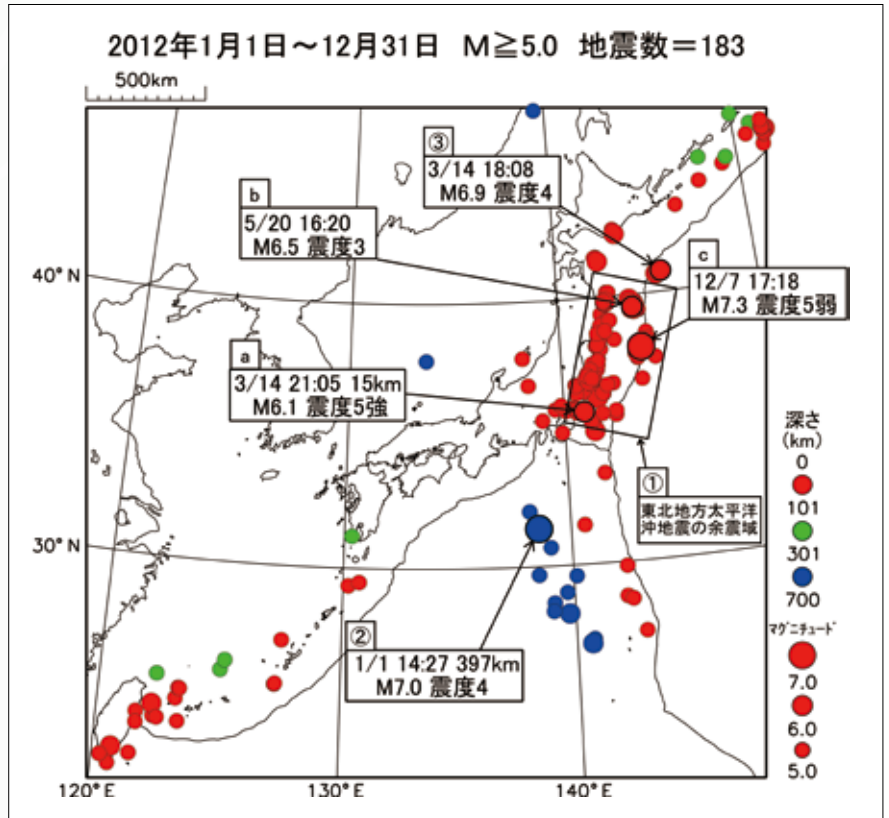 2012年1月1日～12月31日 M≧5.0 地震数＝183
500km
③
3/14 18:08
M6.9 震度4
b
5/20 16:20
M6.5 震度3
c
12/7 17:18
M7.3 震度5弱
a
3/14 21:05 15km
M6.1 震度5強
①
東北地方太平洋
沖地震の余震域
②
1/1 14:27 397km
M7.0 震度4
40°N
30°N
120°E
130°E
140°E
深さ
(km)
0
101
301
700
マグニチュード
7.0
6.0
5.0